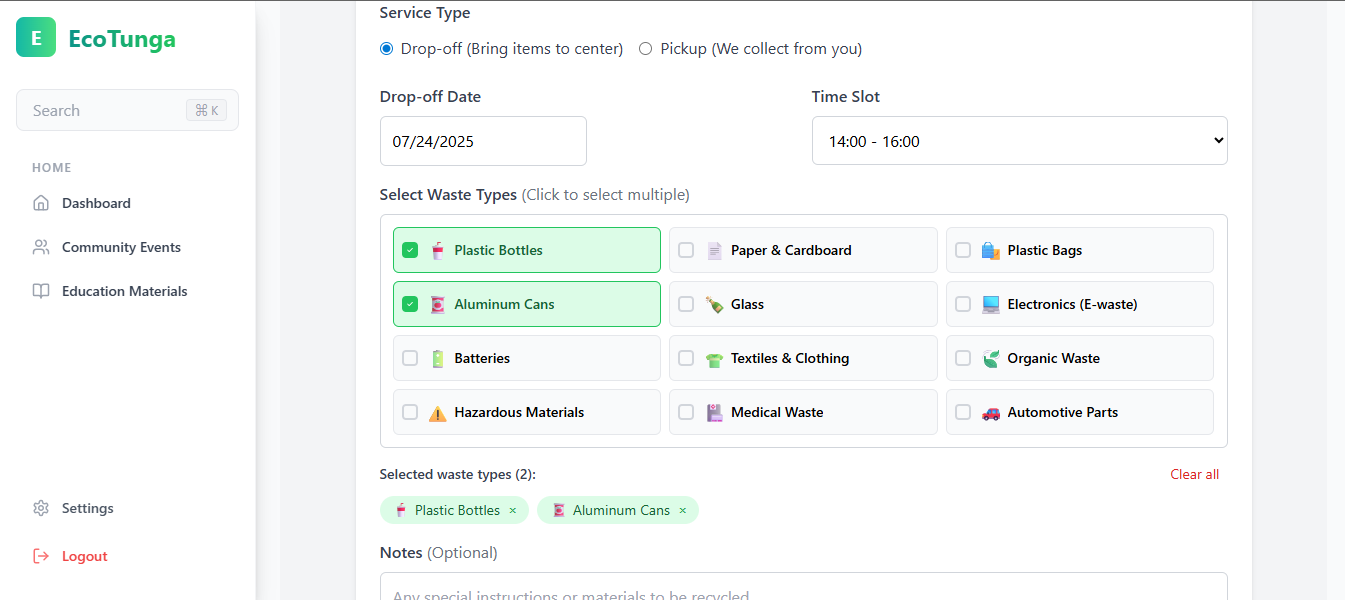 E EcoTunga
Search ⌘ K
HOME
Dashboard
Community Events
Education Materials
Settings
Logout
Service Type
Drop-off (Bring items to center) Pickup (We collect from you)
Drop-off Date Time Slot
07/24/2025 14:00 - 16:00
Select Waste Types (Click to select multiple)
Plastic Bottles Paper & Cardboard Plastic Bags
Aluminum Cans Glass Electronics (E-waste)
Batteries Textiles & Clothing Organic Waste
Hazardous Materials Medical Waste Automotive Parts
Selected waste types (2): Clear all
Plastic Bottles × Aluminum Cans ×
Notes (Optional)
Any special instructions or materials to be recycled